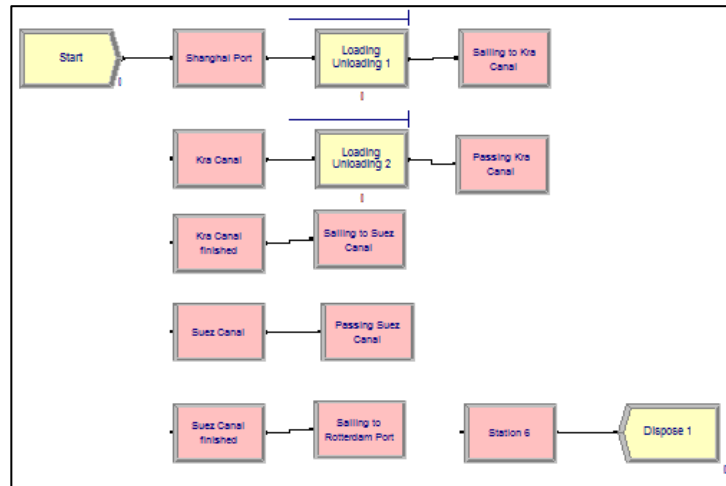 Start
Shanghai Port
Loading
Unloading 1
Sailing to Kra
Canal
Kra Canal
Loading
Unloading 2
Passing Kra
Canal
Kra Canal
finished
Sailing to Suez
Canal
Suez Canal
Passing Suez
Canal
Suez Canal
finished
Sailing to
Rotterdam Port
Station 6
Dispose 1